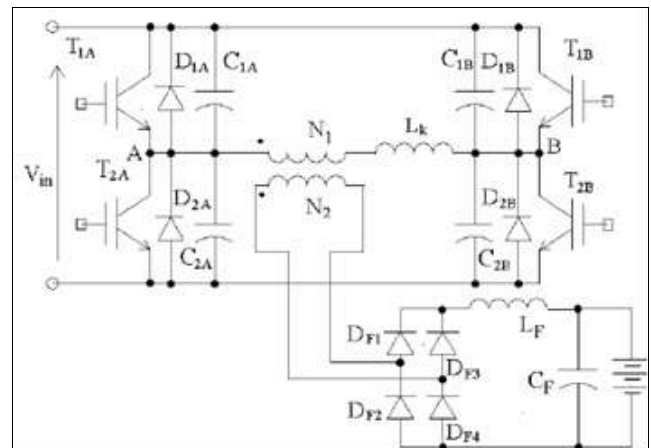 T1A
D1A
C1A
C1B
D1B
T1B
A
N1
Lk
B
Vin
T2A
D2A
C2A
N2
D2B
C2B
T2B
LF
DF1
DF3
CF
DF2
DF4